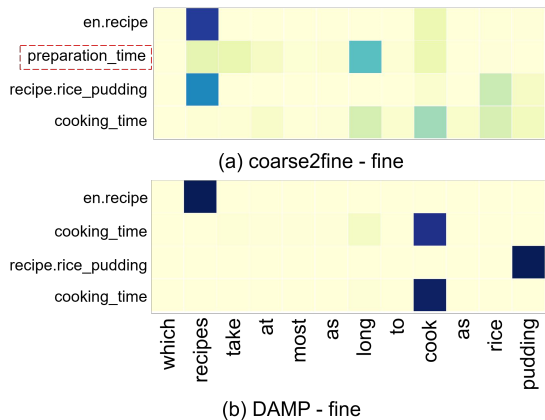 en.recipe
preparation_time
recipe.rice_pudding
cooking_time
(a) coarse2fine - fine
en.recipe
cooking_time
recipe.rice_pudding
cooking_time
which recipes take at most as long to cook as rice pudding
(b) DAMP - fine